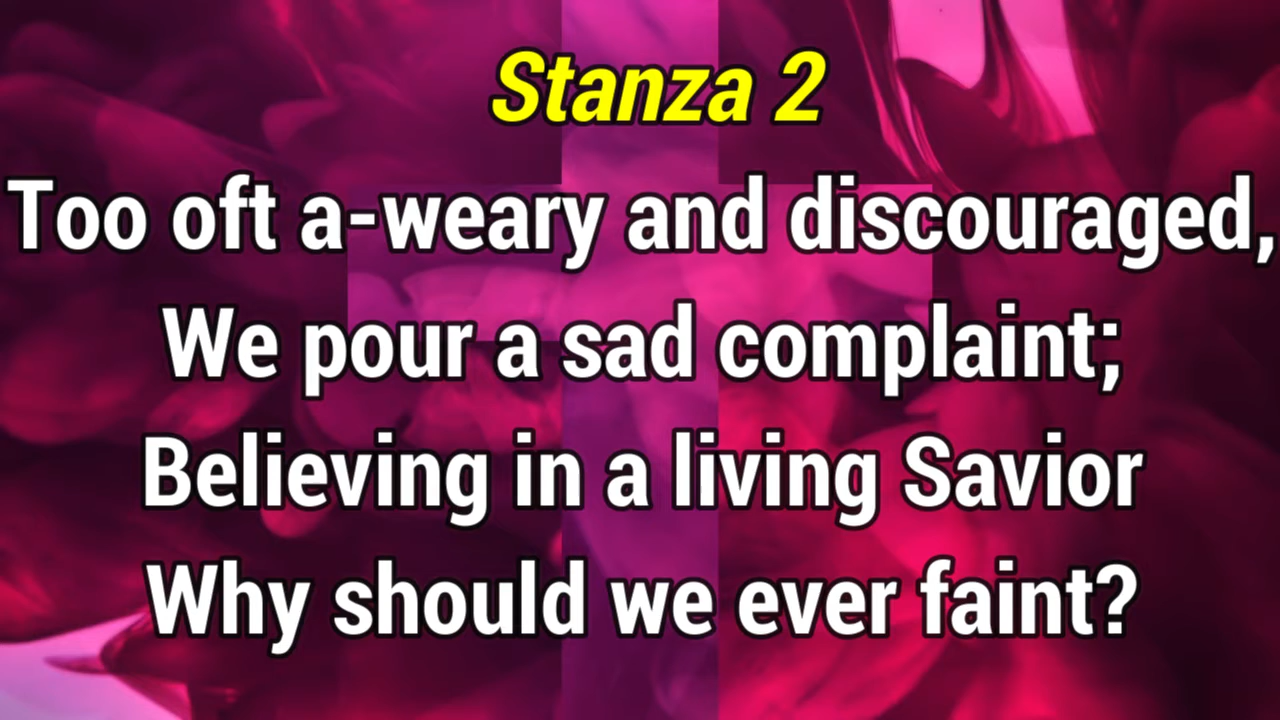 Stanza 2
Too oft a-weary and discouraged,
We pour a sad complaint;
Believing in a living Savior
Why should we ever faint?